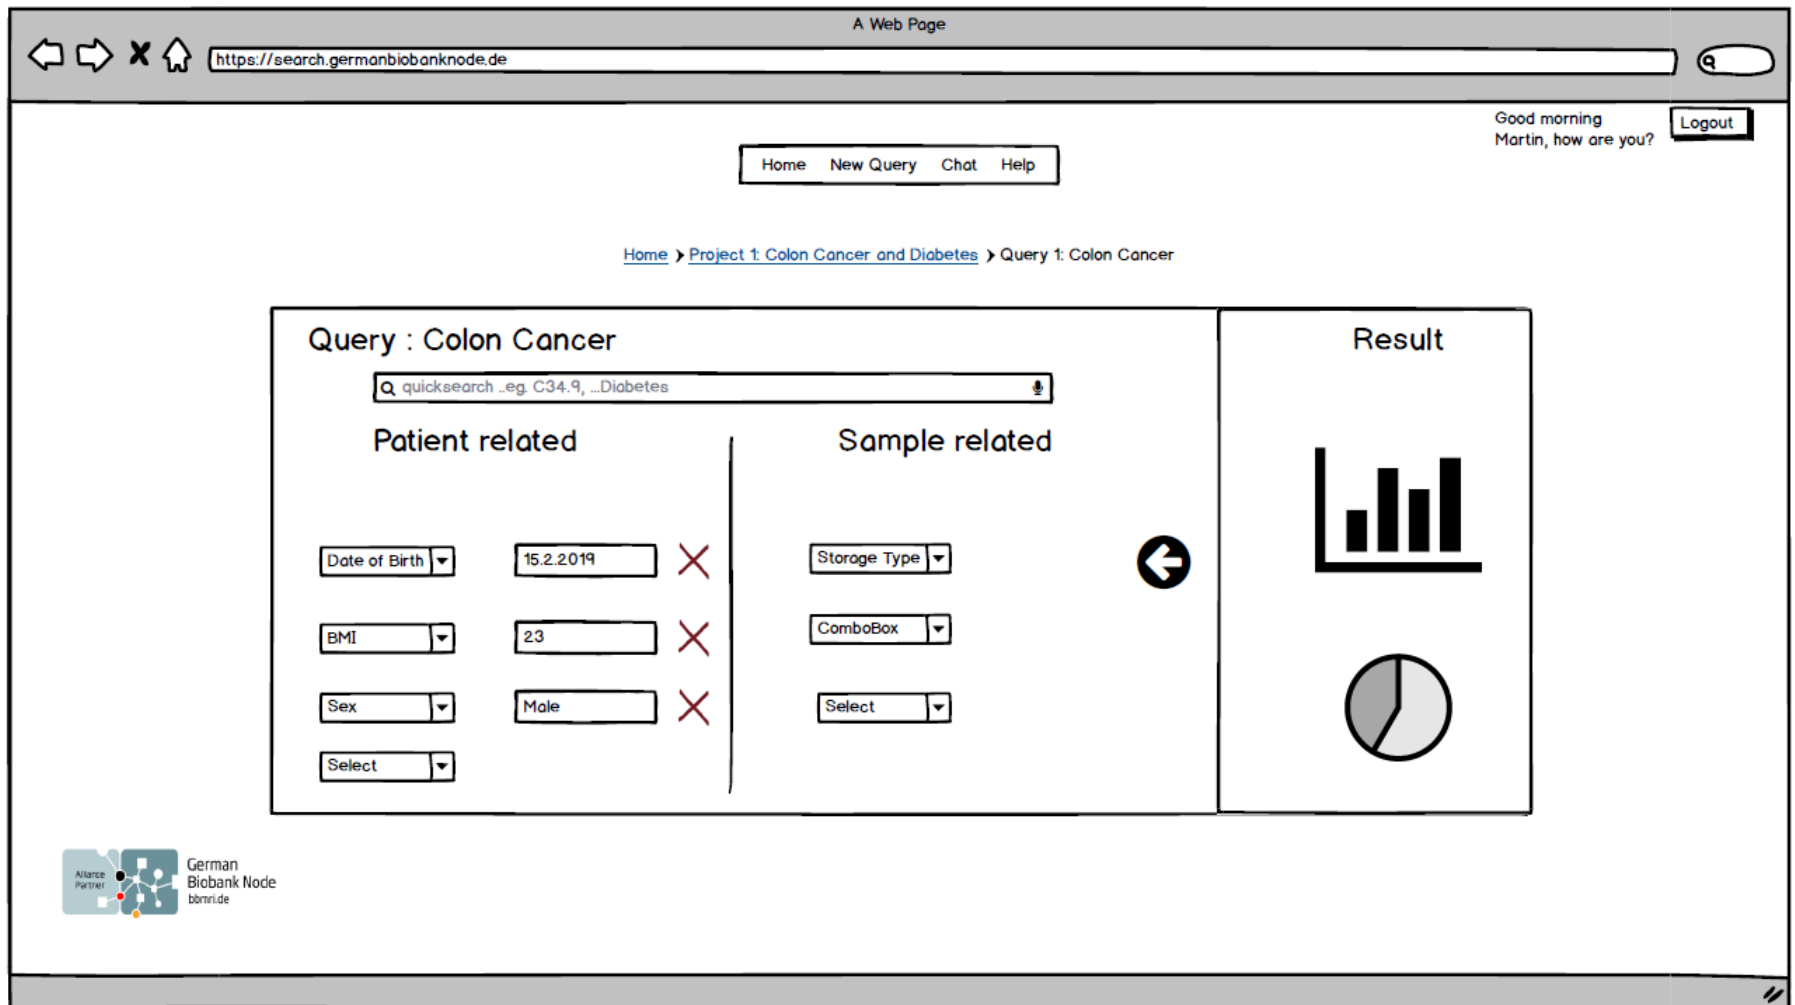 A Web Page
https://search.germanbiobanknode.de
Good morning
Martin, how are you?
Logout
Home New Query Chat Help
Home > Project 1: Colon Cancer and Diabetes > Query 1: Colon Cancer
Query : Colon Cancer
Result
quicksearch ..eg. C34.9, ...Diabetes
Patient related
Sample related
Date of Birth
15.2.2019
Storage Type
BMI
23
ComboBox
Sex
Male
Select
Select
Alliance
Partner
German
Biobank Node
bbmri.de